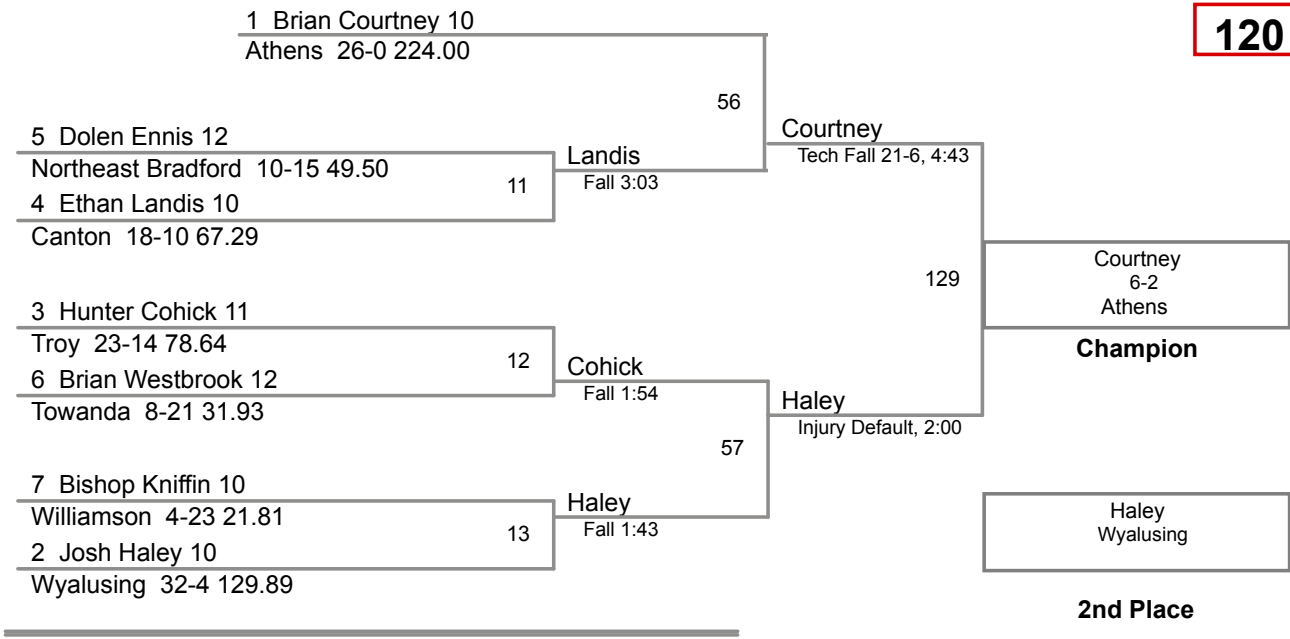 1 Brian Courtney 10
Athens 26-0 224.00
120
56
5 Dolen Ennis 12
Northeast Bradford 10-15 49.50
11
4 Ethan Landis 10
Canton 18-10 67.29
Landis
Fall 3:03
Courtney
Tech Fall 21-6, 4:43
3 Hunter Cohick 11
Troy 23-14 78.64
12
6 Brian Westbrook 12
Towanda 8-21 31.93
Cohick
Fall 1:54
57
7 Bishop Kniffin 10
Williamson 4-23 21.81
13
2 Josh Haley 10
Wyalusing 32-4 129.89
Haley
Fall 1:43
Haley
Injury Default, 2:00
129
Courtney
6-2
Athens
Champion
Haley
Wyalusing
2nd Place